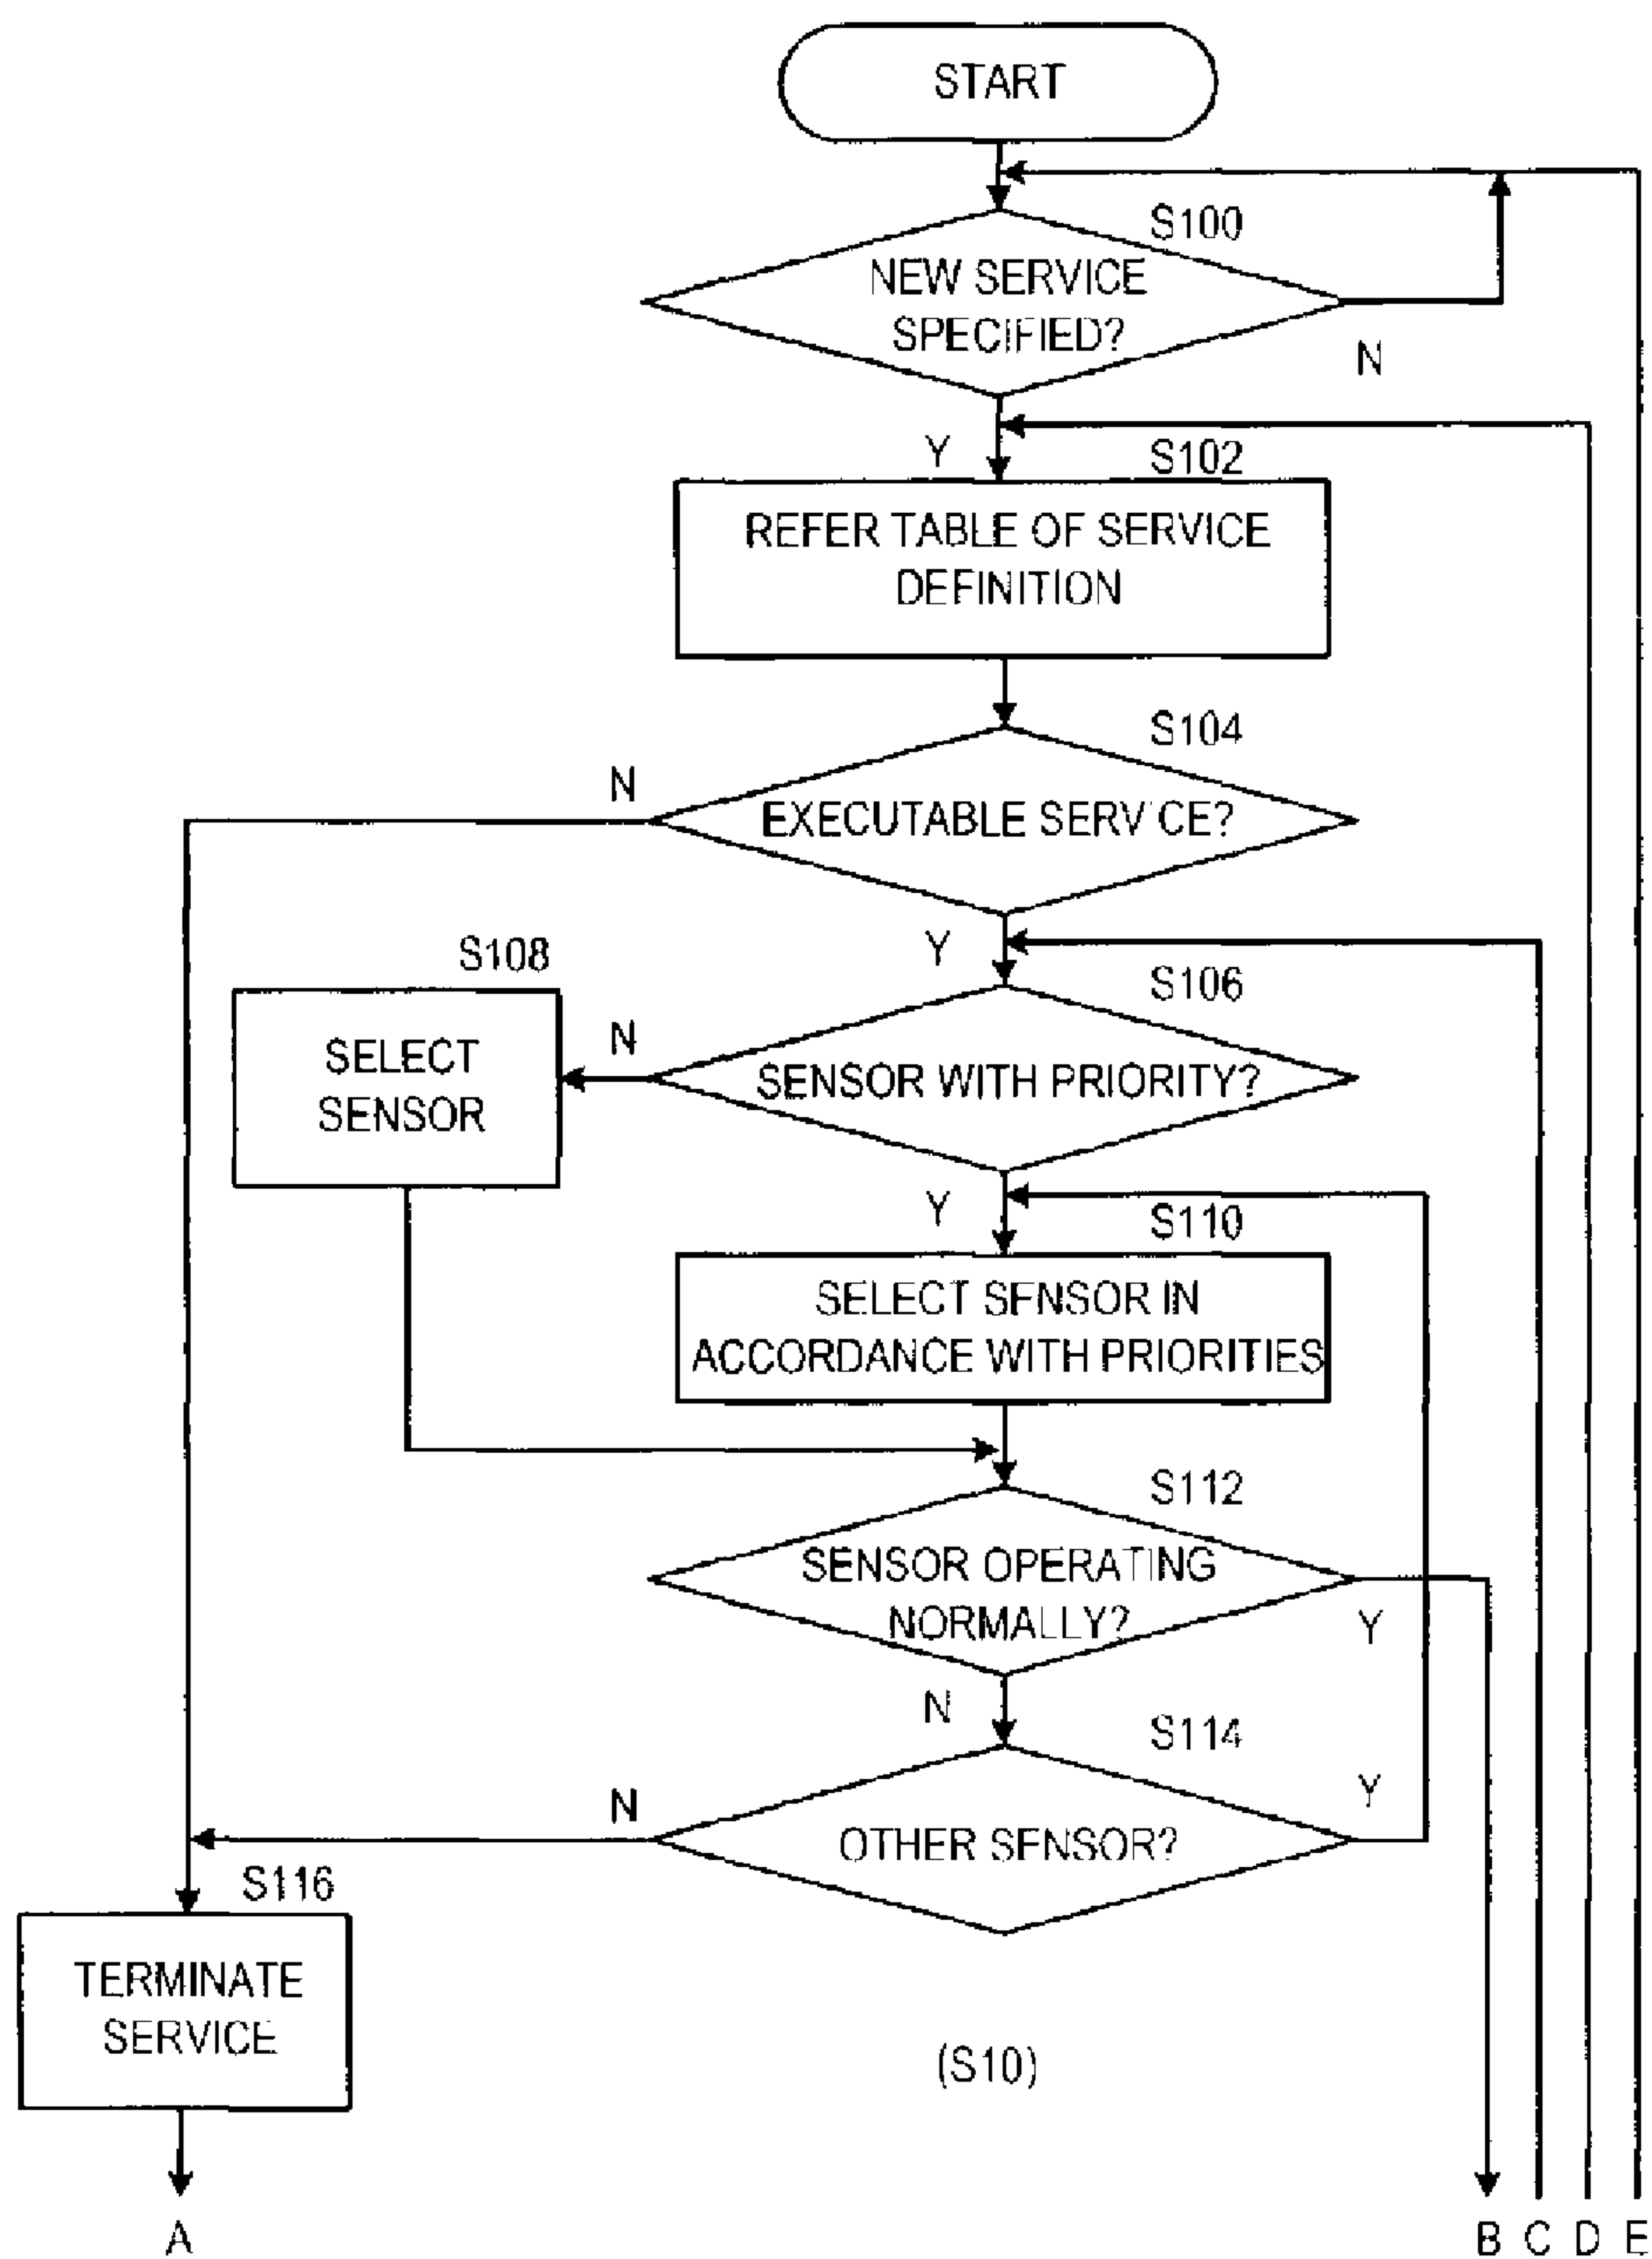 START
S100
NEW SERVICE
SPECIFIED?
N
Y
S102
REFER TABLE OF SERVICE
DEFINITION
S104
N
EXECUTABLE SERVICE?
Y
S108
S106
SELECT
SENSOR
N
SENSOR WITH PRIORITY?
Y
S110
SELECT SENSOR IN
ACCORDANCE WITH PRIORITIES
S112
SENSOR OPERATING
NORMALLY?
Y
N
S114
N
Y
OTHER SENSOR?
S116
TERMINATE
SERVICE
(S10)
A
B C D E